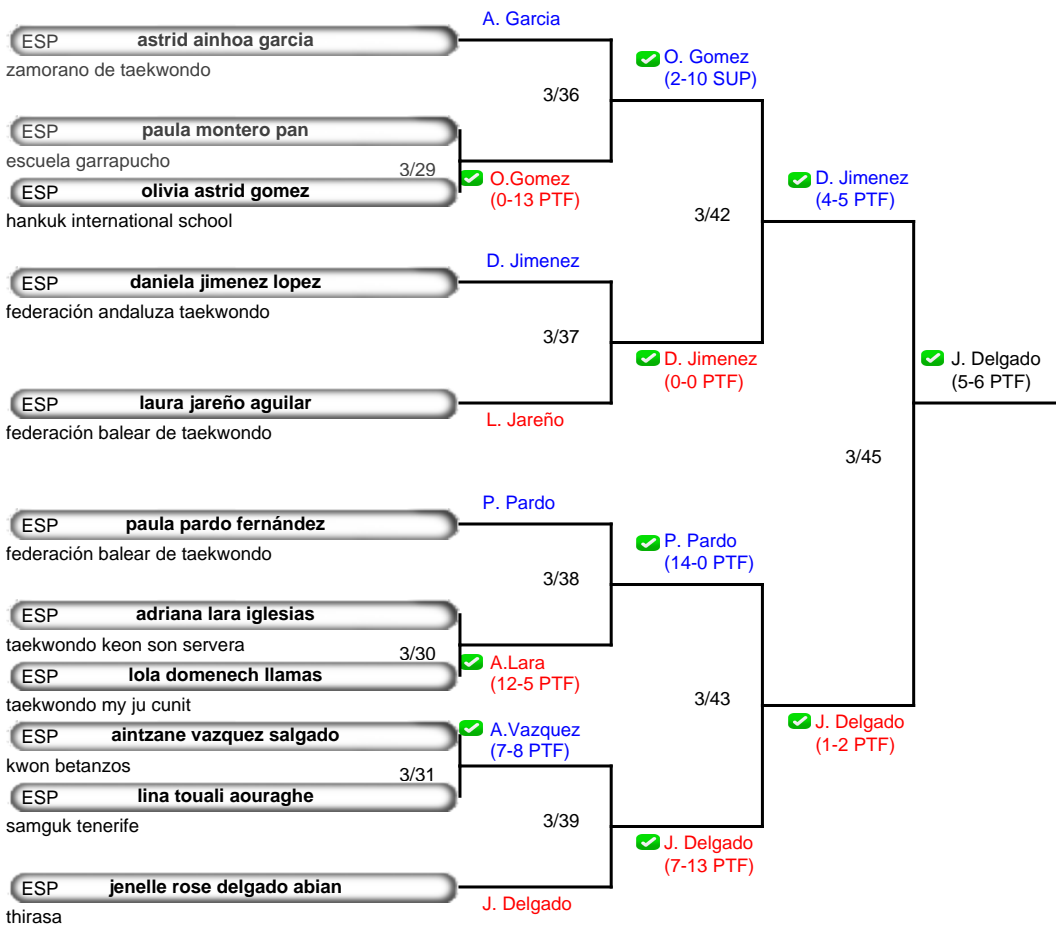 A. Garcia
ESP astrid ainhoa garcia
zamorano de taekwondo
O. Gomez
(2-10 SUP)
3/36
ESP paula montero pan
escuela garrapucho
3/29
ESP olivia astrid gomez
hankuk international school
O.Gomez
(0-13 PTF)
D. Jimenez
(4-5 PTF)
3/42
D. Jimenez
ESP daniela jimenez lopez
federación andaluza taekwondo
3/37
D. Jimenez
(0-0 PTF)
J. Delgado
(5-6 PTF)
ESP laura jareño aguilar
federación balear de taekwondo
L. Jareño
3/45
P. Pardo
ESP paula pardo fernández
federación balear de taekwondo
P. Pardo
(14-0 PTF)
3/38
ESP adriana lara iglesias
taekwondo keon son servera
3/30
ESP lola domenech llamas
taekwondo my ju cunit
A.Lara
(12-5 PTF)
3/43
J. Delgado
(1-2 PTF)
ESP aintzane vazquez salgado
kwon betanzos
A.Vazquez
(7-8 PTF)
3/31
ESP lina touali aouraghe
samguk tenerife
3/39
J. Delgado
(7-13 PTF)
ESP jenelle rose delgado abian
thirasa
J. Delgado